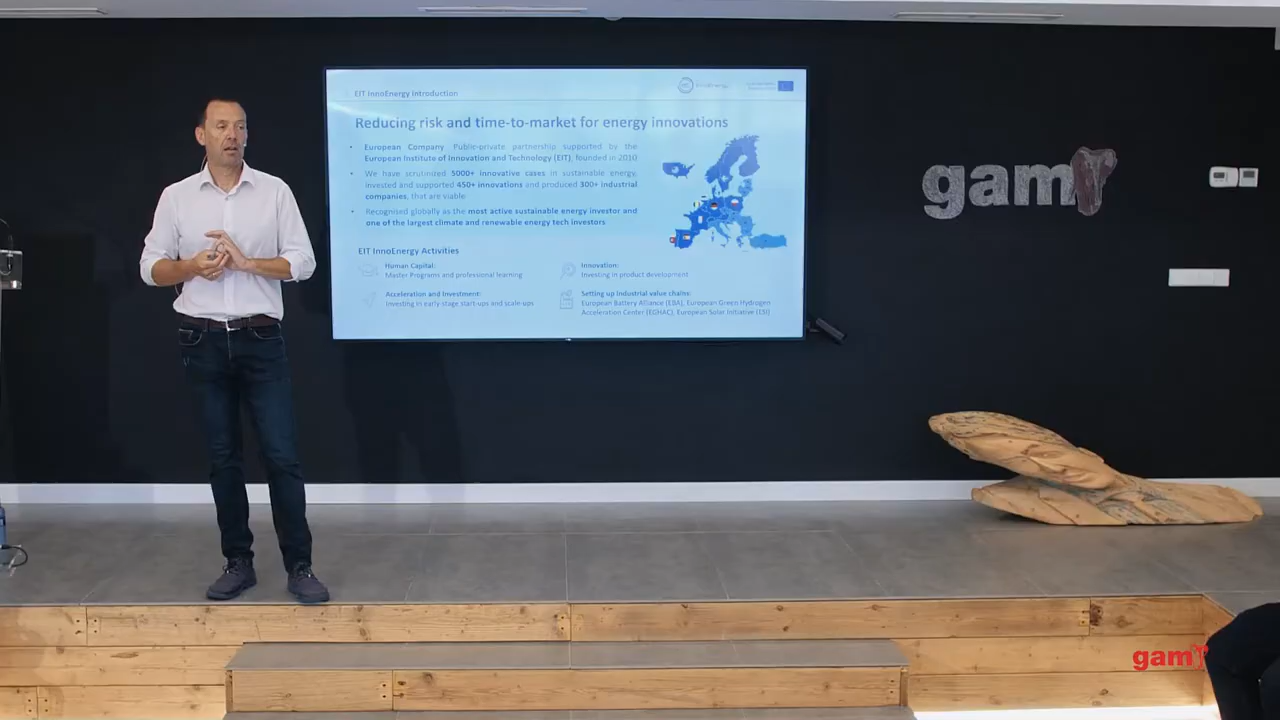 EIT InnoEnergy Introduction
InnoEnergy
Reducing risk and time-to-market for energy innovations
• European Company Public-private partnership supported by the
European Institute of Innovation and Technology (EIT), founded in 2010
• We have scrutinized 5000+ innovative cases in sustainable energy,
invested and supported 450+ innovations and produced 300+ industrial
companies, that are viable
• Recognised globally as the most active sustainable energy investor and
one of the largest climate and renewable energy tech investors
EIT InnoEnergy Activities
Human Capital:
Master Programs and professional learning
Innovation:
Investing in product development
Acceleration and Investment:
Investing in early-stage start-ups and scale-ups
Setting up Industrial value chains:
European Battery Alliance (EBA), European Green Hydrogen
Acceleration Center (EGHAC), European Solar Initiative (ESI)
gam
gam